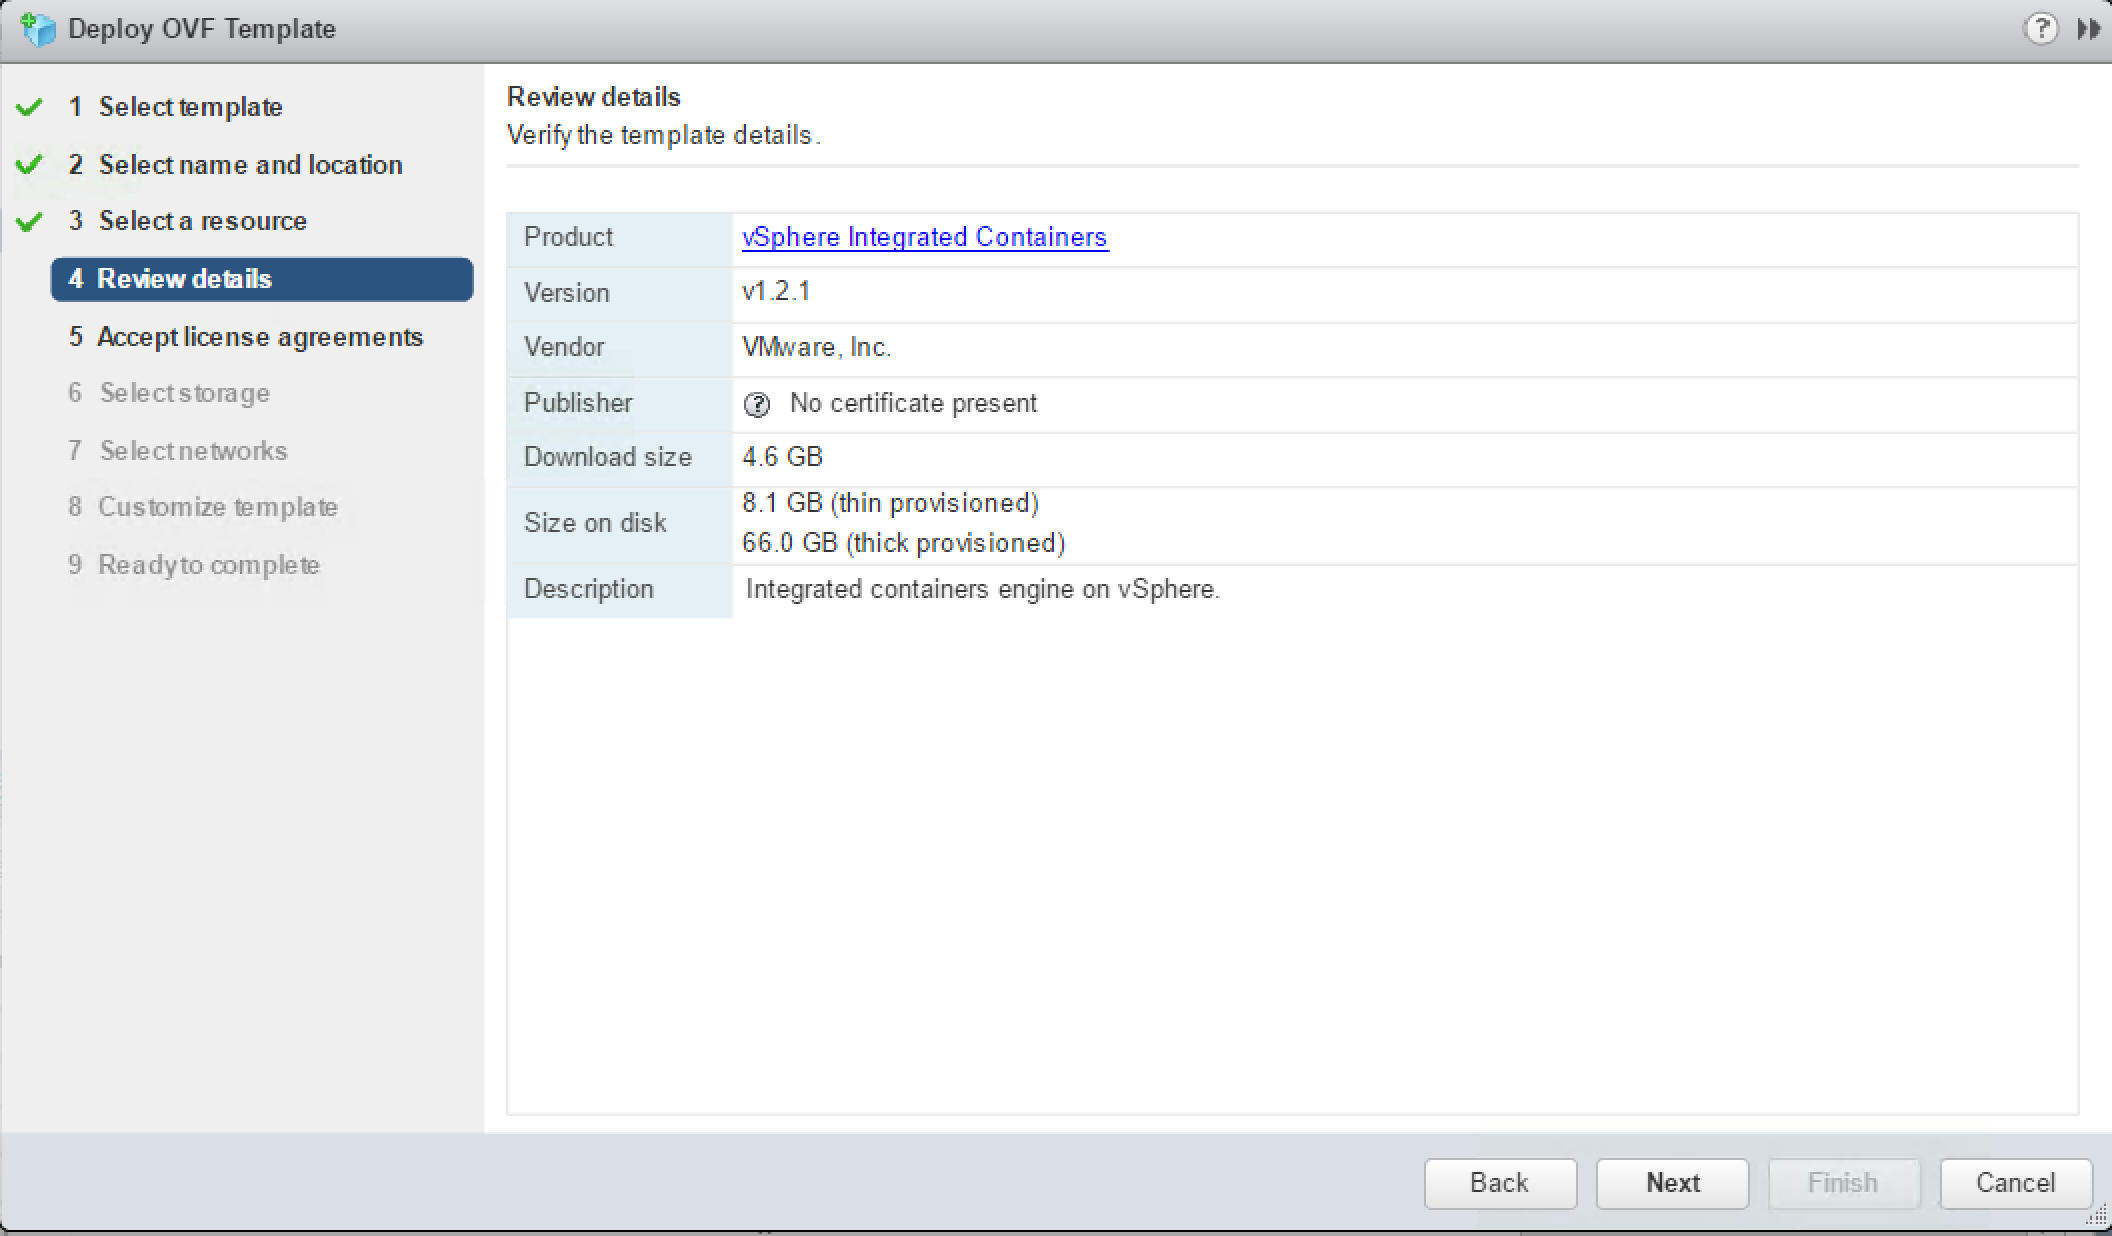 Deploy OVF Template
?
1 Select template
2 Select name and location
3 Select a resource
4 Review details
5 Accept license agreements
6 Select storage
7 Select networks
8 Customize template
9 Ready to complete
Review details
Verify the template details.
Product vSphere Integrated Containers
Version v1.2.1
Vendor VMware, Inc.
Publisher ? No certificate present
Download size 4.6 GB
Size on disk 8.1 GB (thin provisioned)
66.0 GB (thick provisioned)
Description Integrated containers engine on vSphere.
Back Next Finish Cancel